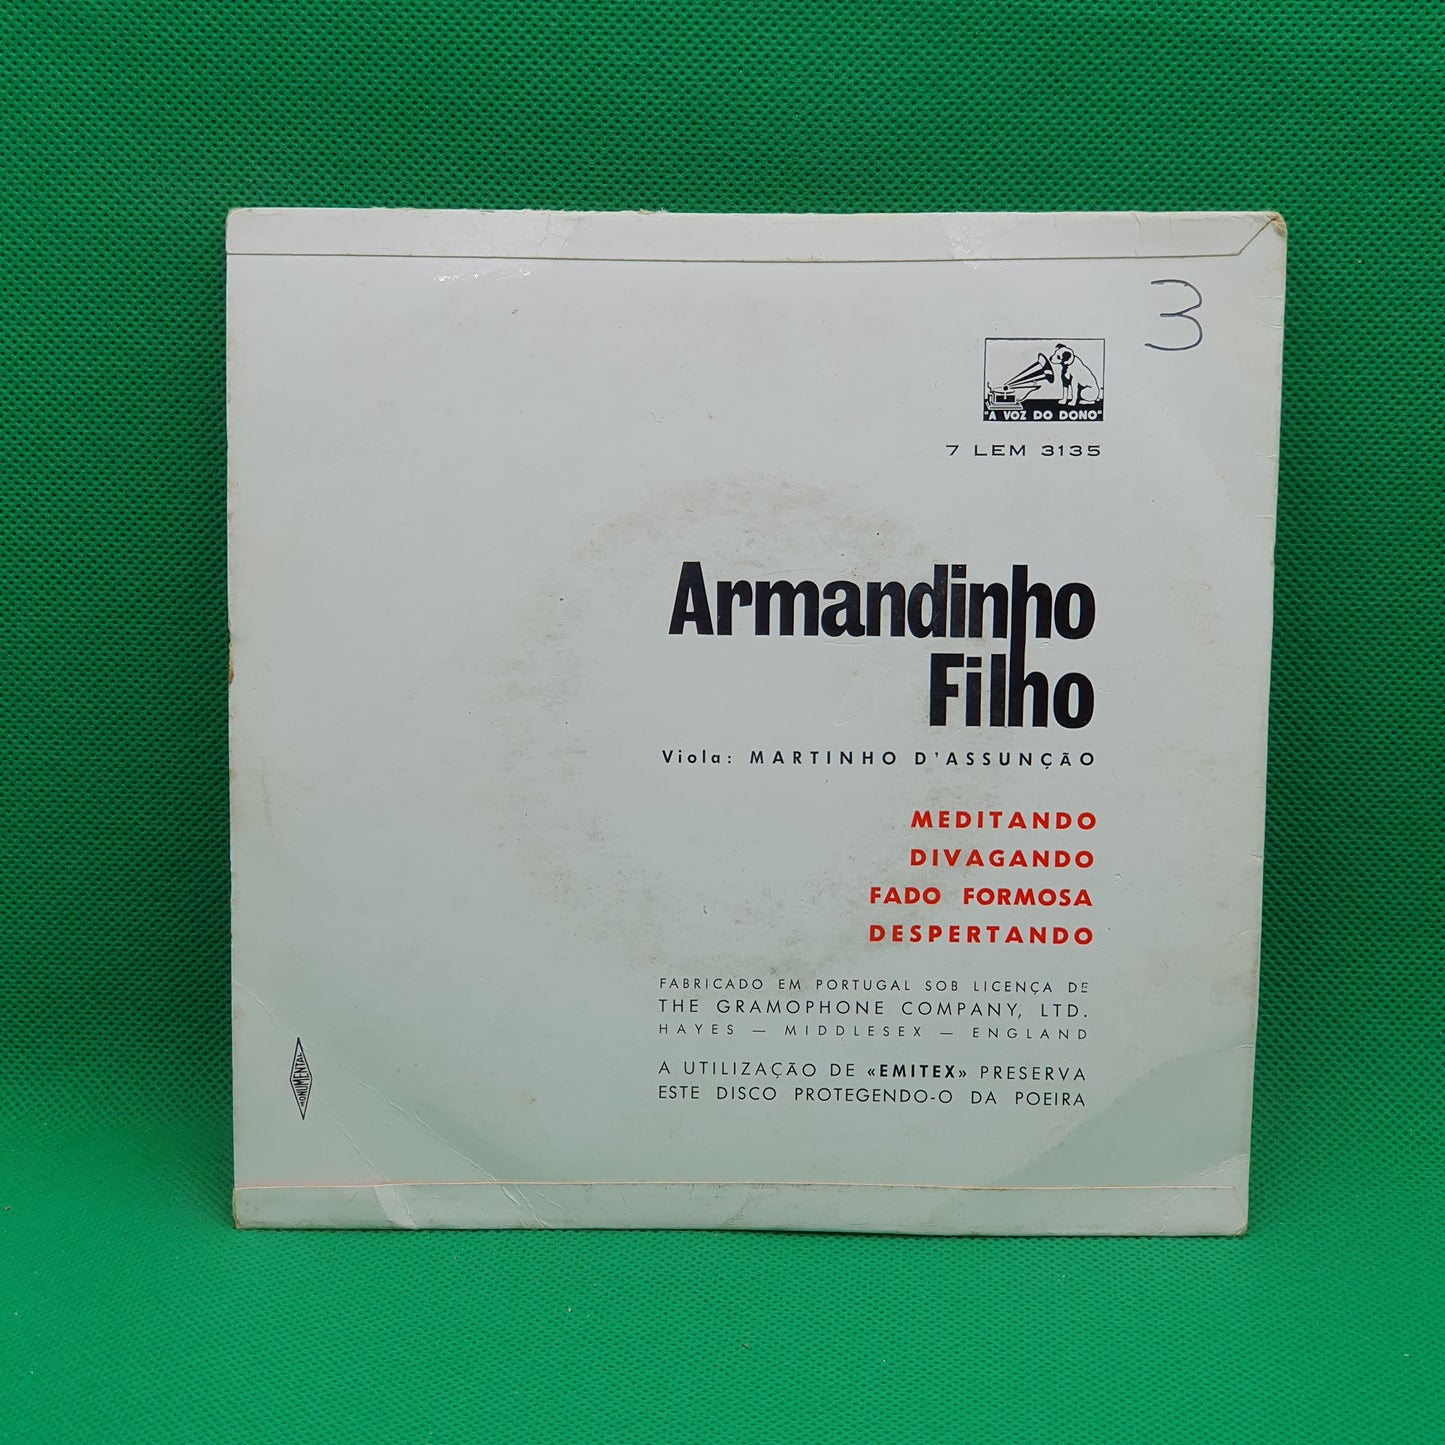 3
"A VOZ DO DONO"
7 LEM 3135
Armandinho
Filho
Viola: MARTINHO D'ASSUNÇÃO
MEDITANDO
DIVAGANDO
FADO FORMOSA
DESPERTANDO
FABRICADO EM PORTUGAL SOB LICENÇA DE
THE GRAMOPHONE COMPANY, LTD.
HAYES — MIDDLESEX — ENGLAND
A UTILIZAÇÃO DE «EMITEX» PRESERVA
ESTE DISCO PROTEGENDO-O DA POEIRA
MONUMENTAL